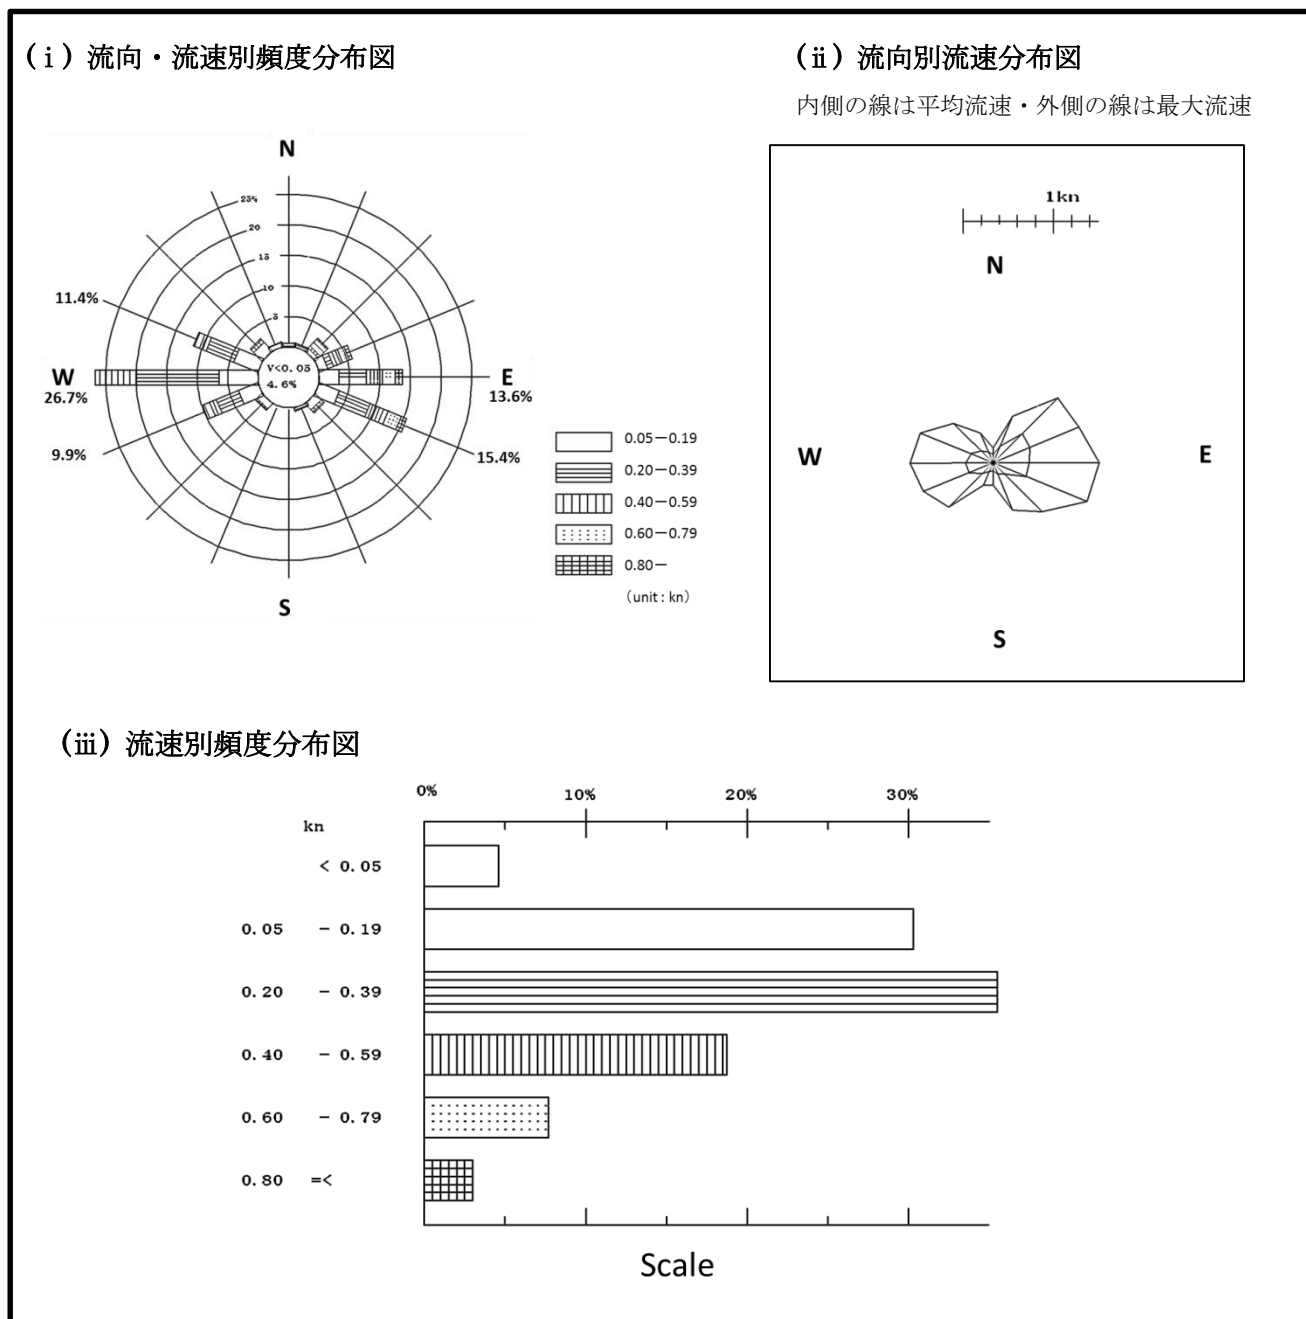 (ⅰ) 流向・流速別頻度分布図
(ⅱ) 流向別流速分布図
内側の線は平均流速・外側の線は最大流速
N
25%
20
15
10
5
11.4%
W
26.7%
9.9%
V<0.05
4.6%
E
13.6%
15.4%
S
0.05－0.19
0.20－0.39
0.40－0.59
0.60－0.79
0.80－
(unit : kn)
1kn
N
W
E
S
(ⅲ) 流速別頻度分布図
0%
10%
20%
30%
kn
< 0.05
0.05 - 0.19
0.20 - 0.39
0.40 - 0.59
0.60 - 0.79
0.80 =<
Scale